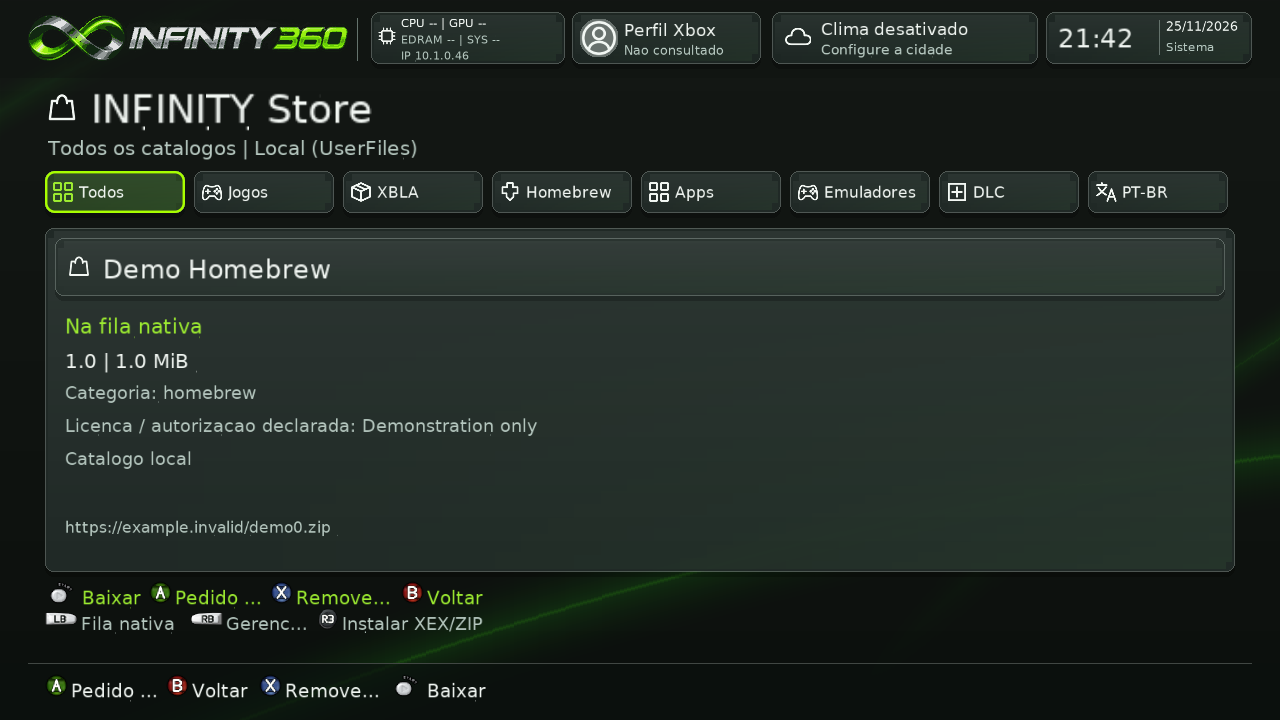 INFINITY 360
CPU -- | GPU --
EDRAM -- | SYS --
IP 10.1.0.46
Perfil Xbox
Nao consultado
Clima desativado
Configure a cidade
21:42
25/11/2026
Sistema
INFINITY Store
Todos os catalogos | Local (UserFiles)
Todos Jogos XBLA Homebrew Apps Emuladores DLC PT-BR
Demo Homebrew
Na fila nativa
1.0 | 1.0 MiB
Categoria: homebrew
Licenca / autorizacao declarada: Demonstration only
Catalogo local
https://example.invalid/demo0.zip
Baixar A Pedido ... X Remove... B Voltar
LB Fila nativa RB Gerenc... R3 Instalar XEX/ZIP
A Pedido ... B Voltar X Remove... Baixar